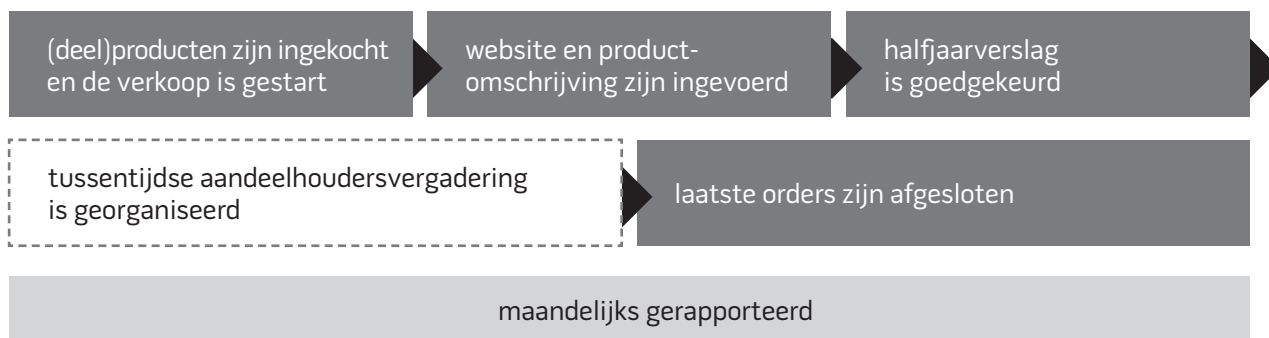 (deel)producten zijn ingekocht
en de verkoop is gestart
website en product-
omschrijving zijn ingevoerd
halfjaarverslag
is goedgekeurd
tussentijdse aandeelhoudersvergadering
is georganiseerd
laatste orders zijn afgesloten
maandelijks gerapporteerd